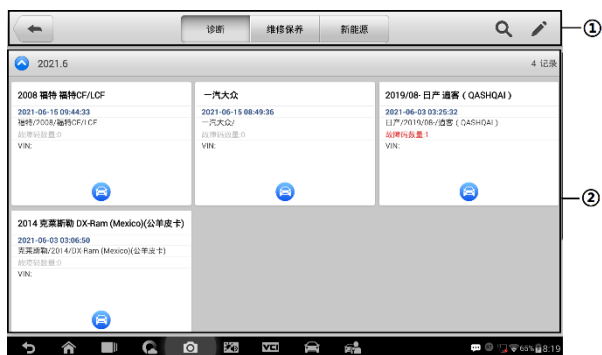 诊断 维修保养 新能源
①
2021.6 4 记录
2008 福特 福特CF/LCF
2021-06-15 09:44:33
福特/2008/福特CF/LCF
故障码数量:0
VIN:
一汽大众
2021-06-15 08:49:36
一汽大众/
故障码数量:0
VIN:
2019/08- 日产 逍客 ( QASHQAI )
2021-06-03 03:25:32
日产/2019/08-/逍客 ( QASHQAI )
故障码数量:1
VIN:
②
2014 克莱斯勒 DX-Ram (Mexico)(公羊皮卡)
2021-06-03 03:06:50
克莱斯勒/2014/DX-Ram (Mexico)(公羊皮卡)
故障码数量:0
VIN:
VCI
65% 8:19